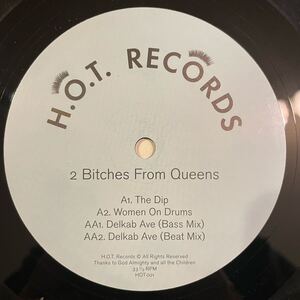 H.O.T. RECORDS
2 Bitches From Queens
A1. The Dip
A2. Women On Drums
AA1. Delkab Ave (Bass Mix)
AA2. Delkab Ave (Beat Mix)
H.O.T. Records © All Rights Reserved
Thanks to God Almighty and all the Children
33 ⅓ RPM
HOT001